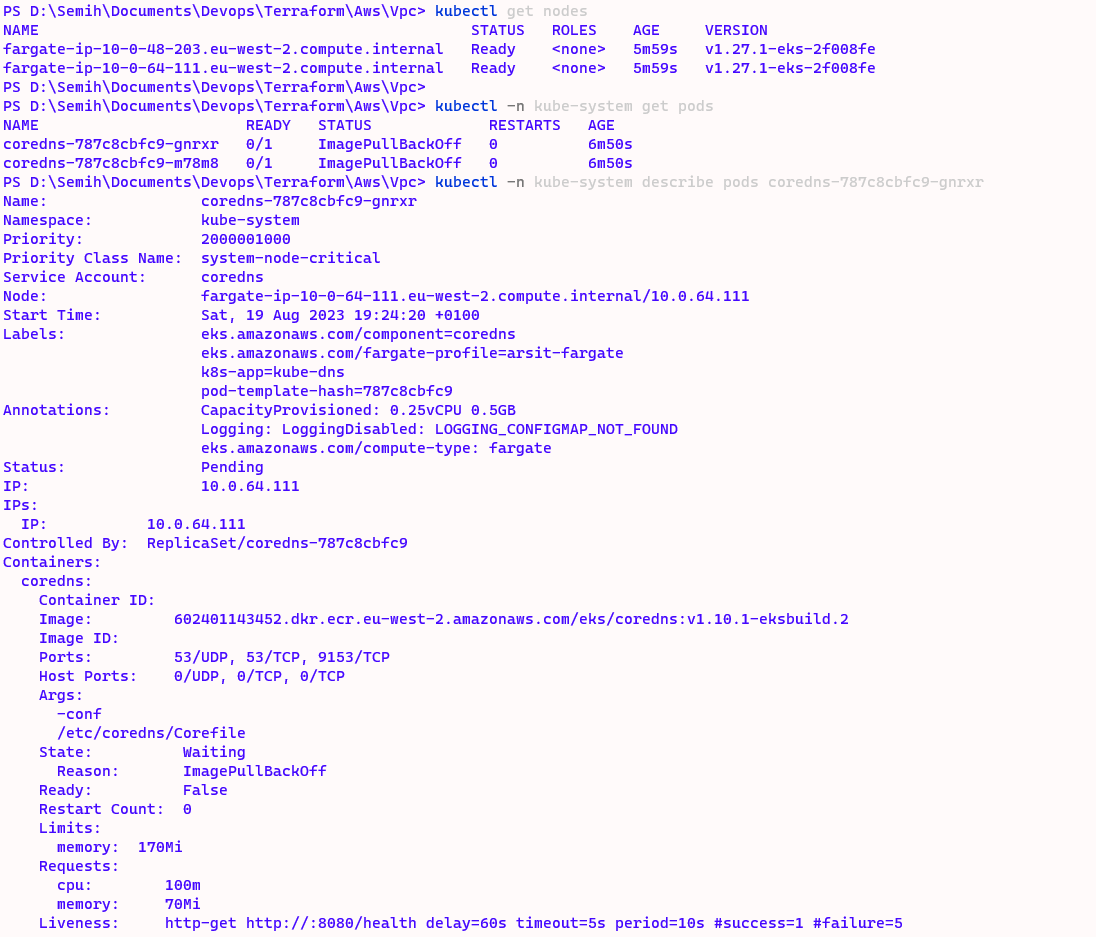 PS D:\Semih\Documents\Devops\Terraform\Aws\Vpc> kubectl get nodes
NAME STATUS ROLES AGE VERSION
fargate-ip-10-0-48-203.eu-west-2.compute.internal Ready <none> 5m59s v1.27.1-eks-2f008fe
fargate-ip-10-0-64-111.eu-west-2.compute.internal Ready <none> 5m59s v1.27.1-eks-2f008fe
PS D:\Semih\Documents\Devops\Terraform\Aws\Vpc>
PS D:\Semih\Documents\Devops\Terraform\Aws\Vpc> kubectl -n kube-system get pods
NAME READY STATUS RESTARTS AGE
coredns-787c8cbfc9-gnrxr 0/1 ImagePullBackOff 0 6m50s
coredns-787c8cbfc9-m78m8 0/1 ImagePullBackOff 0 6m50s
PS D:\Semih\Documents\Devops\Terraform\Aws\Vpc> kubectl -n kube-system describe pods coredns-787c8cbfc9-gnrxr
Name: coredns-787c8cbfc9-gnrxr
Namespace: kube-system
Priority: 2000001000
Priority Class Name: system-node-critical
Service Account: coredns
Node: fargate-ip-10-0-64-111.eu-west-2.compute.internal/10.0.64.111
Start Time: Sat, 19 Aug 2023 19:24:20 +0100
Labels: eks.amazonaws.com/component=coredns
eks.amazonaws.com/fargate-profile=arsit-fargate
k8s-app=kube-dns
pod-template-hash=787c8cbfc9
Annotations: CapacityProvisioned: 0.25vCPU 0.5GB
Logging: LoggingDisabled: LOGGING_CONFIGMAP_NOT_FOUND
eks.amazonaws.com/compute-type: fargate
Status: Pending
IP: 10.0.64.111
IPs:
IP: 10.0.64.111
Controlled By: ReplicaSet/coredns-787c8cbfc9
Containers:
coredns:
Container ID:
Image: 602401143452.dkr.ecr.eu-west-2.amazonaws.com/eks/coredns:v1.10.1-eksbuild.2
Image ID:
Ports: 53/UDP, 53/TCP, 9153/TCP
Host Ports: 0/UDP, 0/TCP, 0/TCP
Args:
-conf
/etc/coredns/Corefile
State: Waiting
Reason: ImagePullBackOff
Ready: False
Restart Count: 0
Limits:
memory: 170Mi
Requests:
cpu: 100m
memory: 70Mi
Liveness: http-get http://:8080/health delay=60s timeout=5s period=10s #success=1 #failure=5